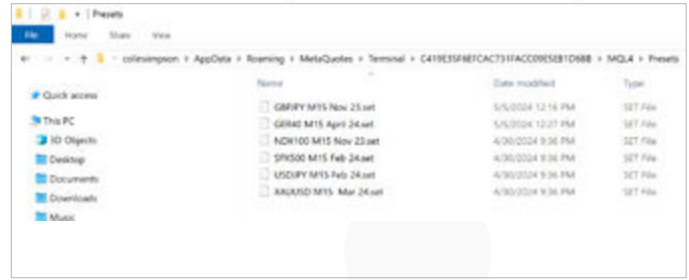 Presets
File Home Share View
colinsimpson › AppData › Roaming › MetaQuotes › Terminal › › MQL4 › Presets
Name Date modified Type
Quick access
This PC
3D Objects
Desktop
Documents
Downloads
Music
GBPJPY M15 Nov 23.set 5/5/2024 12:16 PM SET File
GER40 M15 April 24.set 5/5/2024 12:27 PM SET File
NDX100 M15 Nov 23.set 4/30/2024 9:36 PM SET File
SPX500 M15 Feb 24.set 4/30/2024 9:36 PM SET File
USDJPY M15 Feb 24.set 4/30/2024 9:36 PM SET File
XAUUSD M15 Mar 24.set 4/30/2024 9:36 PM SET File